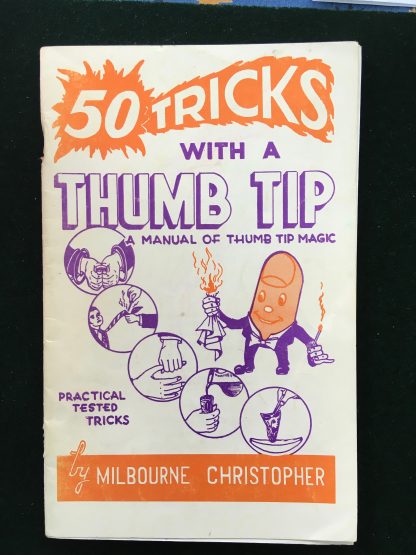 50 TRICKS
WITH A
THUMB TIP
A MANUAL OF THUMB TIP MAGIC
PRACTICAL
TESTED
TRICKS
by MILBOURNE CHRISTOPHER